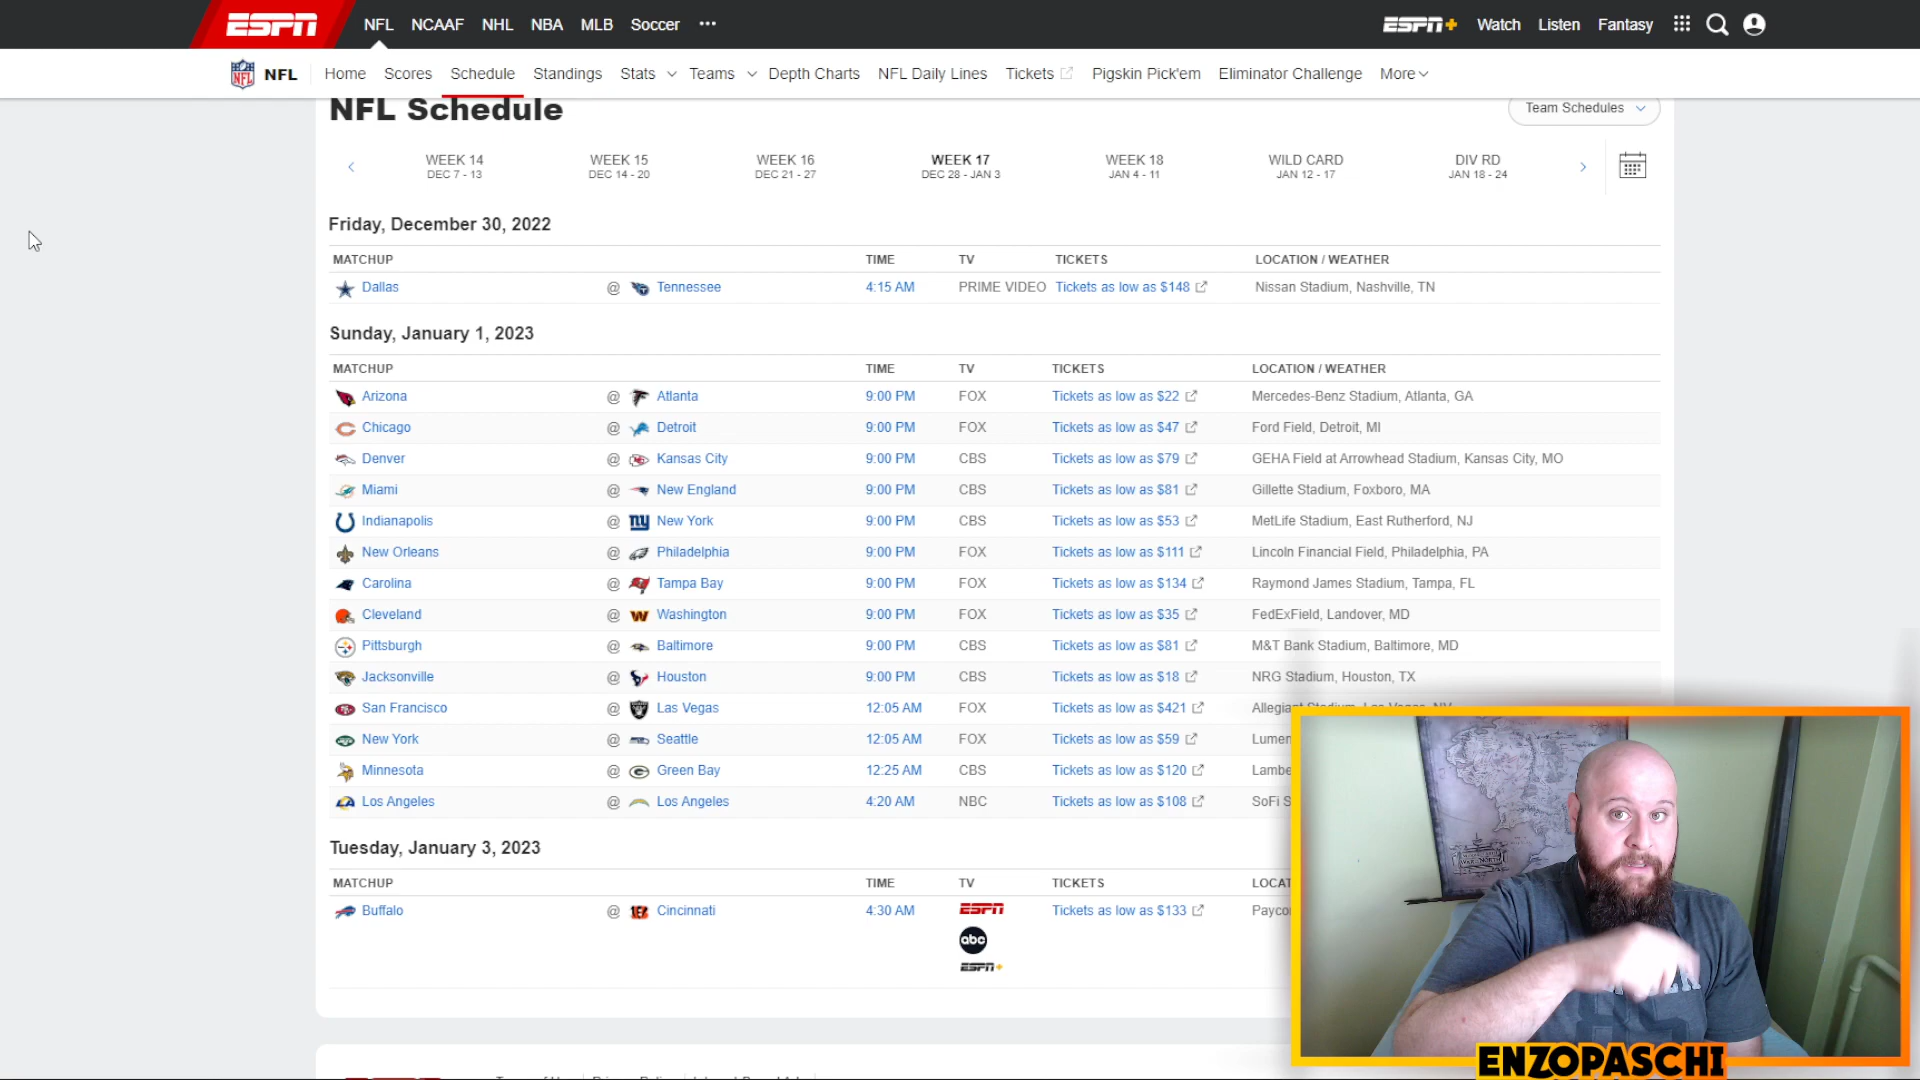 ESPN NFL NCAAF NHL NBA MLB Soccer ••• ESPN+ Watch Listen Fantasy
NFL NFL Home Scores Schedule Standings Stats Teams Depth Charts NFL Daily Lines Tickets Pigskin Pick'em Eliminator Challenge More
NFL Schedule Team Schedules
WEEK 14 WEEK 15 WEEK 16 WEEK 17 WEEK 18 WILD CARD DIV RD
DEC 7 - 13 DEC 14 - 20 DEC 21 - 27 DEC 28 - JAN 3 JAN 4 - 11 JAN 12 - 17 JAN 18 - 24
Friday, December 30, 2022
MATCHUP TIME TV TICKETS LOCATION / WEATHER
Dallas @ Tennessee 4:15 AM PRIME VIDEO Tickets as low as $148 Nissan Stadium, Nashville, TN
Sunday, January 1, 2023
MATCHUP TIME TV TICKETS LOCATION / WEATHER
Arizona @ Atlanta 9:00 PM FOX Tickets as low as $22 Mercedes-Benz Stadium, Atlanta, GA
Chicago @ Detroit 9:00 PM FOX Tickets as low as $47 Ford Field, Detroit, MI
Denver @ Kansas City 9:00 PM CBS Tickets as low as $79 GEHA Field at Arrowhead Stadium, Kansas City, MO
Miami @ New England 9:00 PM CBS Tickets as low as $81 Gillette Stadium, Foxboro, MA
Indianapolis @ ny New York 9:00 PM CBS Tickets as low as $53 MetLife Stadium, East Rutherford, NJ
New Orleans @ Philadelphia 9:00 PM FOX Tickets as low as $111 Lincoln Financial Field, Philadelphia, PA
Carolina @ Tampa Bay 9:00 PM FOX Tickets as low as $134 Raymond James Stadium, Tampa, FL
Cleveland @ W Washington 9:00 PM FOX Tickets as low as $35 FedExField, Landover, MD
Pittsburgh @ Baltimore 9:00 PM CBS Tickets as low as $81 M&T Bank Stadium, Baltimore, MD
Jacksonville @ Houston 9:00 PM CBS Tickets as low as $18 NRG Stadium, Houston, TX
San Francisco @ Las Vegas 12:05 AM FOX Tickets as low as $421 Allegiant Stadium, Las Vegas, NV
New York @ Seattle 12:05 AM FOX Tickets as low as $59 Lumen
Minnesota @ Green Bay 12:25 AM CBS Tickets as low as $120 Lambe
Los Angeles @ Los Angeles 4:20 AM NBC Tickets as low as $108 SoFi S
Tuesday, January 3, 2023
MATCHUP TIME TV TICKETS LOCAT
Buffalo @ Cincinnati 4:30 AM ESPN Tickets as low as $133 Payco
abc
ESPN+
ENZOPASCHI